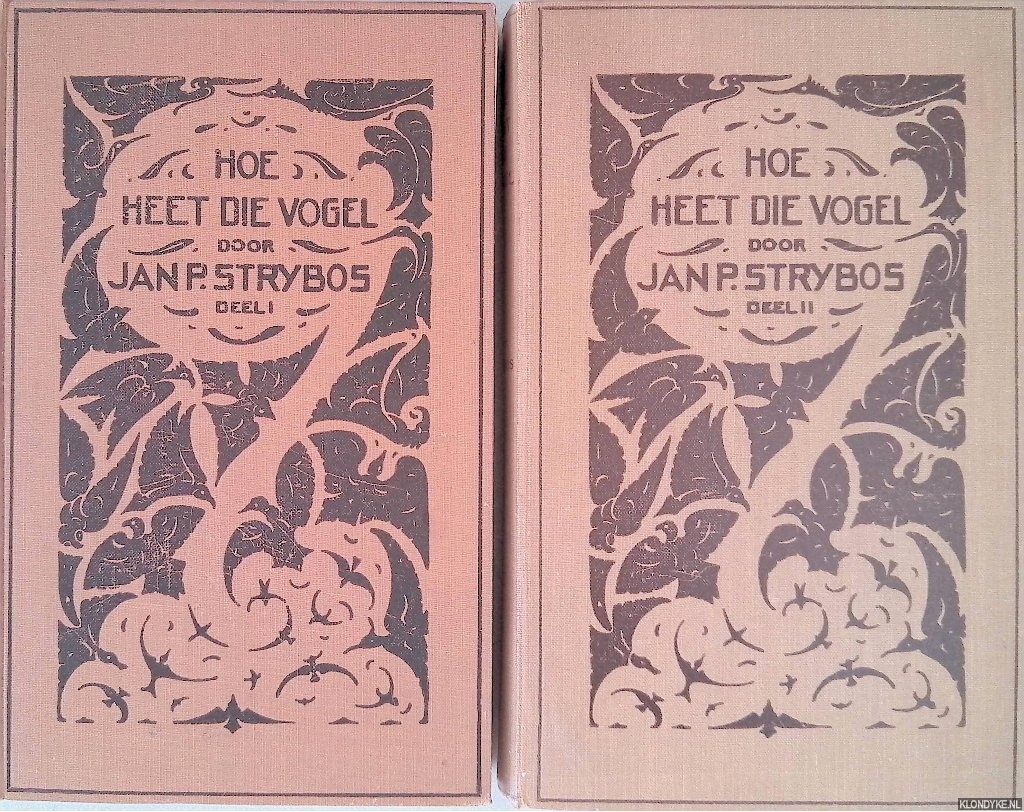 HOE
HEET DIE VOGEL
DOOR
JAN P. STRYBOS
DEEL I
HOE
HEET DIE VOGEL
DOOR
JAN P. STRYBOS
DEEL II
KLONDYKE.NL